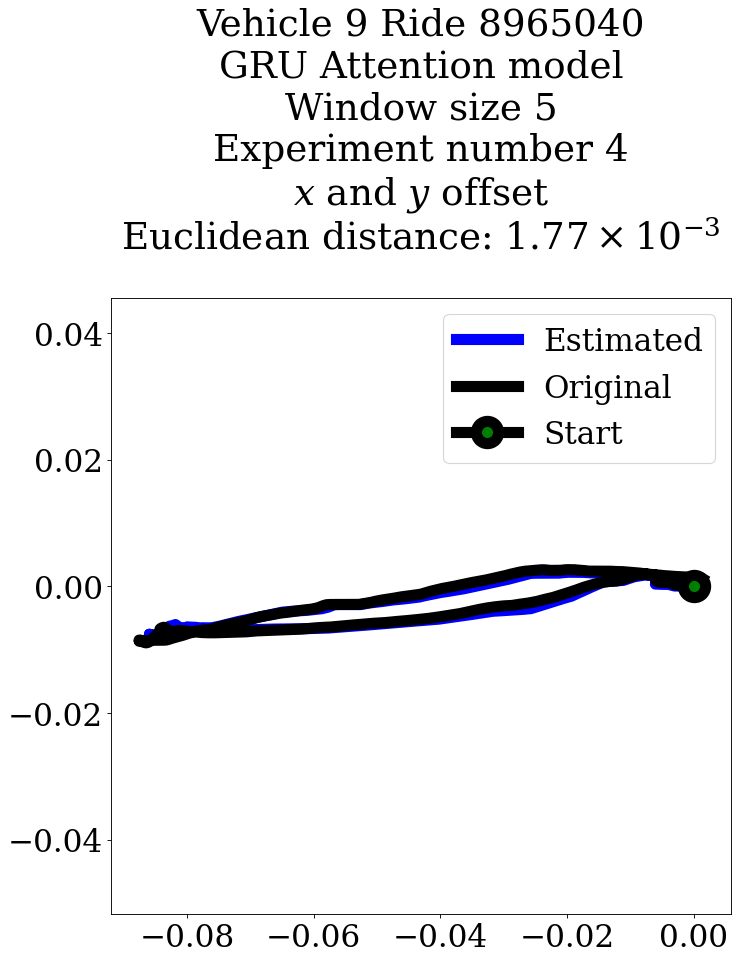 Vehicle 9 Ride 8965040
GRU Attention model
Window size 5
Experiment number 4
x and y offset
Euclidean distance: 1.77 × 10⁻³
Estimated
Original
Start
0.04
0.02
0.00
−0.02
−0.04
−0.08 −0.06 −0.04 −0.02 0.00